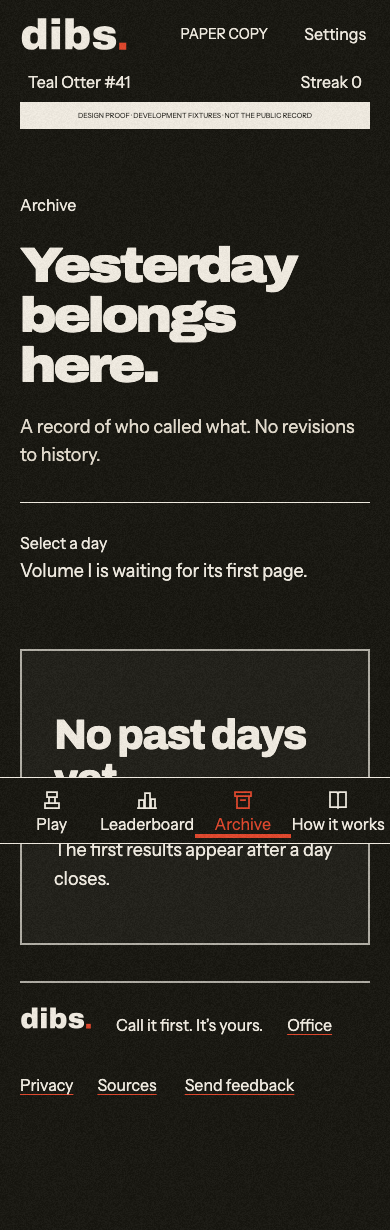 dibs.
PAPER COPY
Settings
Teal Otter #41
Streak 0
DESIGN PROOF · DEVELOPMENT FIXTURES · NOT THE PUBLIC RECORD
Archive
Yesterday
belongs
here.
A record of who called what. No revisions
to history.
Select a day
Volume I is waiting for its first page.
No past days
yet
Play
Leaderboard
Archive
How it works
The first results appear after a day
closes.
dibs.
Call it first. It's yours.
Office
Privacy
Sources
Send feedback